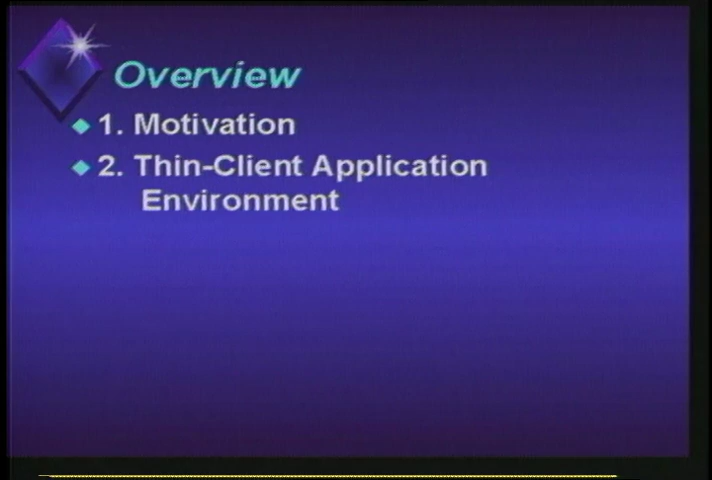 Overview
1. Motivation
2. Thin-Client Application
Environment